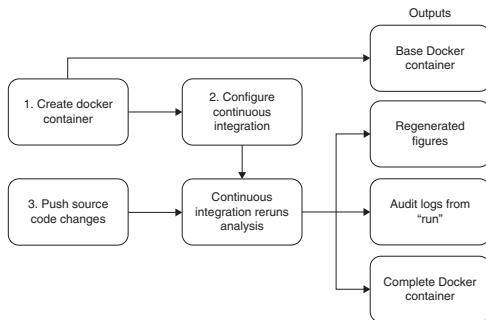 Outputs
Base Docker
container
1. Create docker
container
2. Configure
continuous
integration
Regenerated
figures
3. Push source
code changes
Continuous
integration reruns
analysis
Audit logs from
“run”
Complete Docker
container